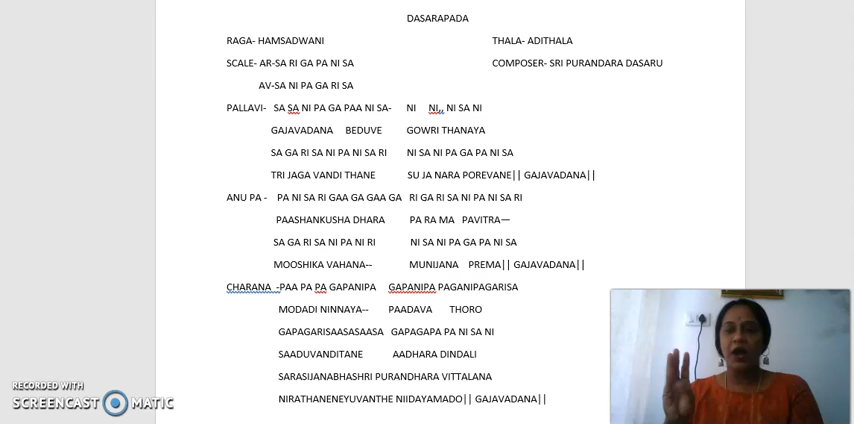 DASARAPADA
RAGA- HAMSADWANI THALA- ADITHALA
SCALE- AR-SA RI GA PA NI SA COMPOSER- SRI PURANDARA DASARU
AV-SA NI PA GA RI SA
PALLAVI- SA SA NI PA GA PAA NI SA- NI NI,, NI SA NI
GAJAVADANA BEDUVE GOWRI THANAYA
SA GA RI SA NI PA NI SA RI NI SA NI PA GA PA NI SA
TRI JAGA VANDI THANE SU JA NARA POREVANE|| GAJAVADANA||
ANU PA - PA NI SA RI GAA GA GAA GA RI GA RI SA NI PA NI SA RI
PAASHANKUSHA DHARA PA RA MA PAVITRA—
SA GA RI SA NI PA NI RI NI SA NI PA GA PA NI SA
MOOSHIKA VAHANA-- MUNIJANA PREMA|| GAJAVADANA||
CHARANA -PAA PA PA GAPANIPA GAPANIPA PAGANIPAGARISA
MODADI NINNAYA-- PAADAVA THORO
GAPAGARISAASASAASA GAPAGAPA PA NI SA NI
SAADUVANDITANE AADHARA DINDALI
SARASIJANABHASHRI PURANDHARA VITTALANA
NIRATHANENEYUVANTHE NIIDAYAMADO|| GAJAVADANA||
RECORDED WITH
SCREENCAST MATIC